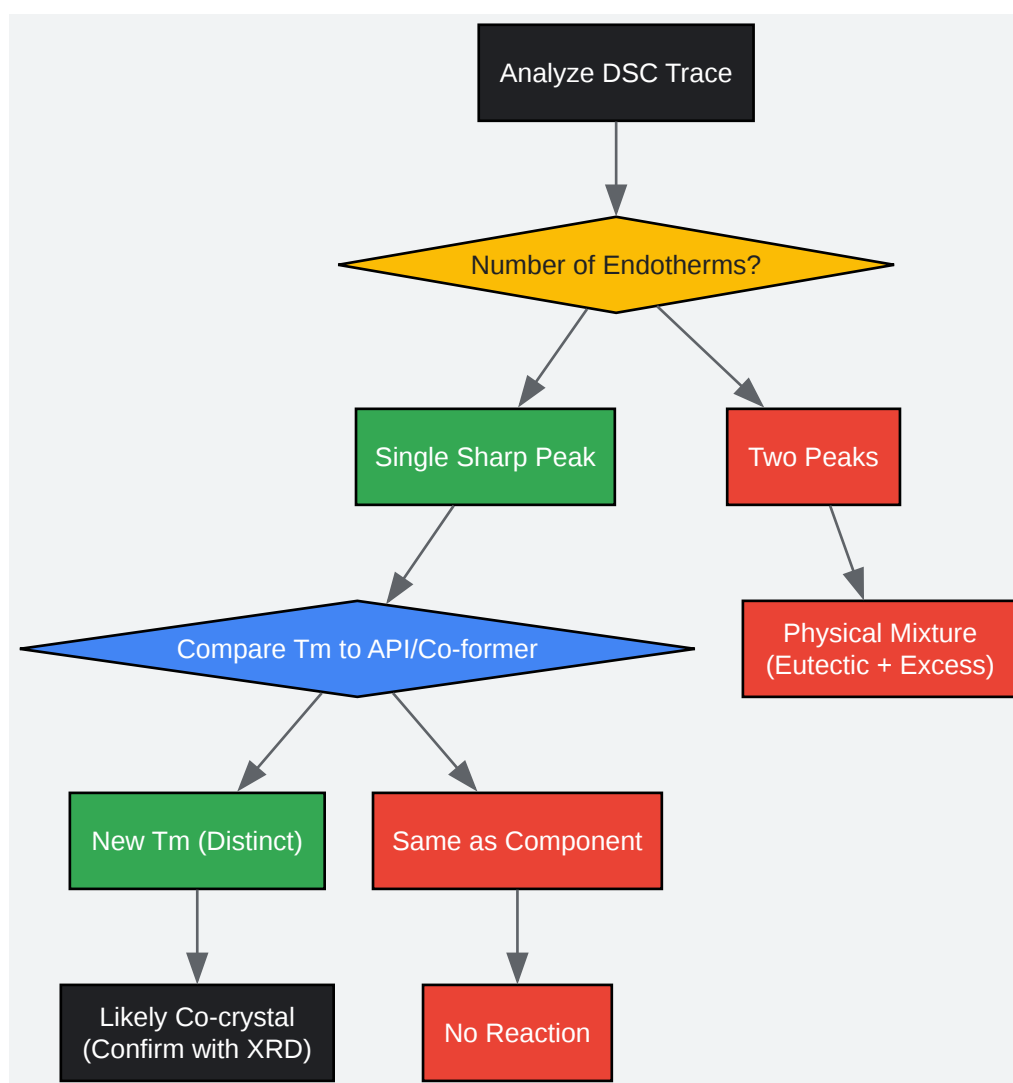 Analyze DSC Trace
Number of Endotherms?
Single Sharp Peak
Two Peaks
Compare Tm to API/Co-former
Physical Mixture
(Eutectic + Excess)
New Tm (Distinct)
Same as Component
Likely Co-crystal
(Confirm with XRD)
No Reaction